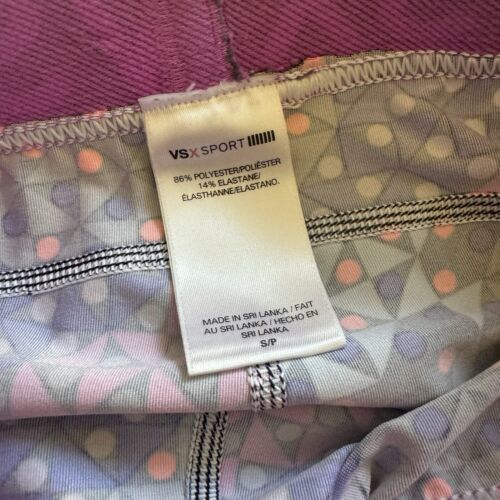 VSX SPORT
86% POLYESTER/POLIÉSTER
14% ELASTANE/
ÉLASTHANNE/ELASTANO.
MADE IN SRI LANKA / FAIT
AU SRI LANKA / HECHO EN
SRI LANKA
S/P